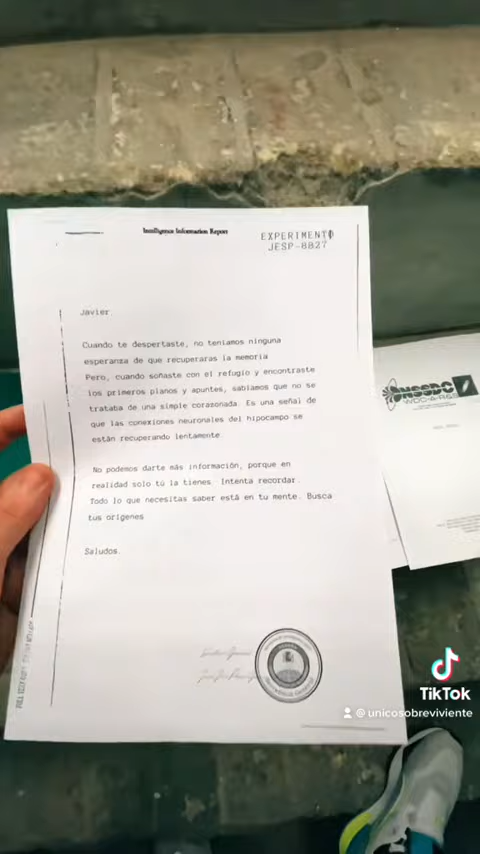 Intelligence Information Report
EXPERIMENTO
JESP-8827
Javier.
Cuando te despertaste, no teníamos ninguna
esperanza de que recuperaras la memoria
Pero, cuando soñaste con el refugio y encontraste
los primeros planos y apuntes, sabíamos que no se
trataba de una simple corazonada. Es una señal de
que las conexiones neuronales del hipocampo se
están recuperando lentamente
No podemos darte más información, porque en
realidad solo tú la tienes. Intenta recordar.
Todo lo que necesitas saber está en tu mente. Busca
tus orígenes
Saludos.
NSSDC
WDC-A-R&S
TikTok
@unicosobreviviente